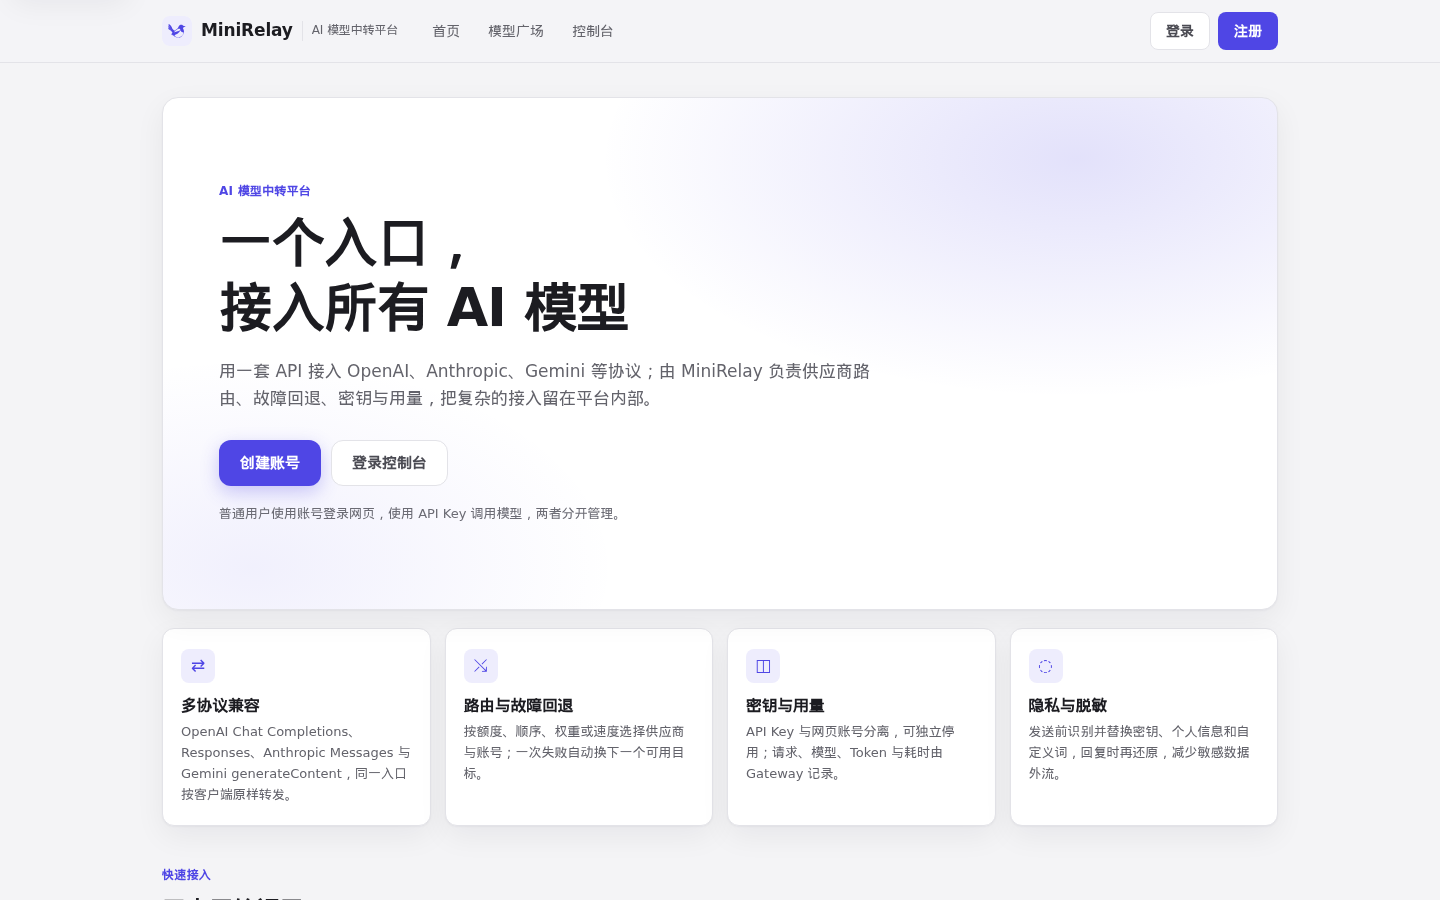 MiniRelay
AI 模型中转平台
首页
模型广场
控制台
登录
注册
AI 模型中转平台
一个入口，
接入所有 AI 模型
用一套 API 接入 OpenAI、Anthropic、Gemini 等协议；由 MiniRelay 负责供应商路
由、故障回退、密钥与用量，把复杂的接入留在平台内部。
创建账号
登录控制台
普通用户使用账号登录网页，使用 API Key 调用模型，两者分开管理。
多协议兼容
OpenAI Chat Completions、
Responses、Anthropic Messages 与
Gemini generateContent，同一入口
按客户端原样转发。
路由与故障回退
按额度、顺序、权重或速度选择供应商
与账号；一次失败自动换下一个可用目
标。
密钥与用量
API Key 与网页账号分离，可独立停
用；请求、模型、Token 与耗时由
Gateway 记录。
隐私与脱敏
发送前识别并替换密钥、个人信息和自
定义词，回复时再还原，减少敏感数据
外流。
快速接入